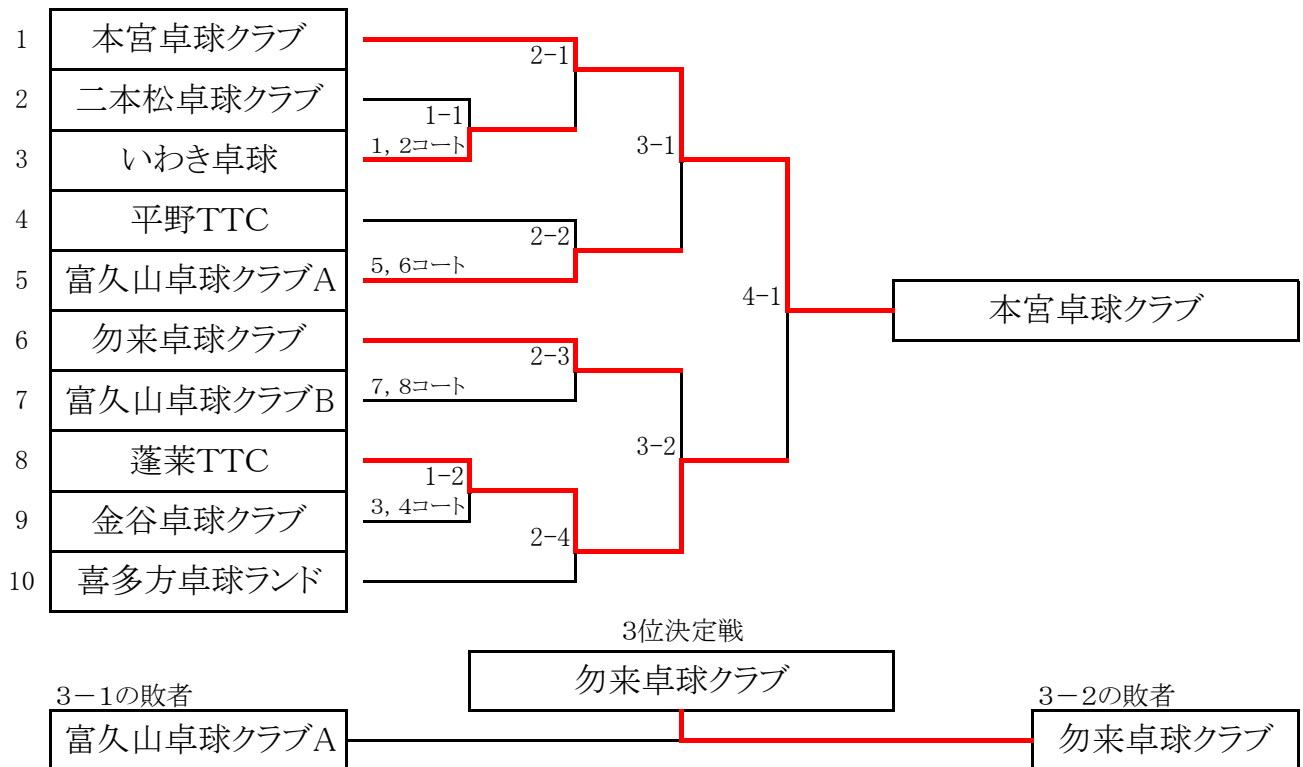 1 本宮卓球クラブ
2-1
2 二本松卓球クラブ
1-1
1, 2コート
3 いわき卓球
3-1
4 平野TTC
2-2
5, 6コート
5 富久山卓球クラブA
4-1
本宮卓球クラブ
6 勿来卓球クラブ
2-3
7, 8コート
7 富久山卓球クラブB
3-2
8 蓬莱TTC
1-2
3, 4コート
9 金谷卓球クラブ
2-4
10 喜多方卓球ランド
3位決定戦
勿来卓球クラブ
3-1の敗者
3-2の敗者
富久山卓球クラブA
勿来卓球クラブ